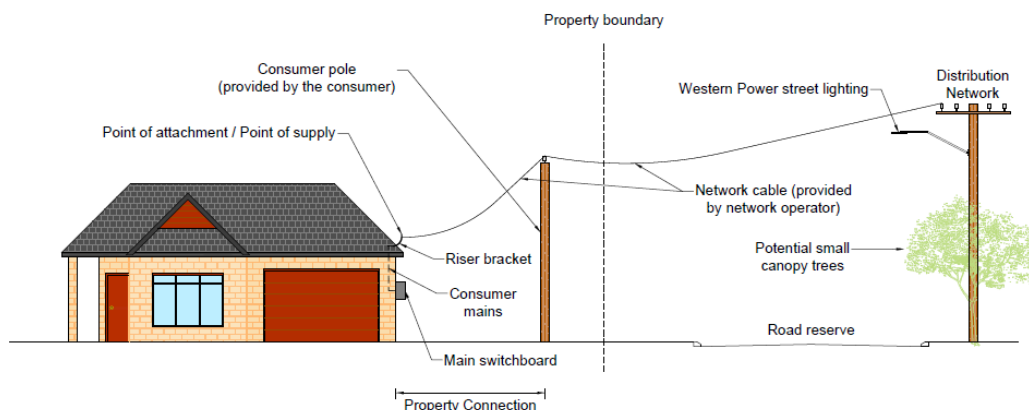 Property boundary
Consumer pole
(provided by the consumer)
Western Power street lighting
Distribution
Network
Point of attachment / Point of supply
Network cable (provided
by network operator)
Riser bracket
Potential small
canopy trees
Consumer
mains
Road reserve
Main switchboard
Property Connection